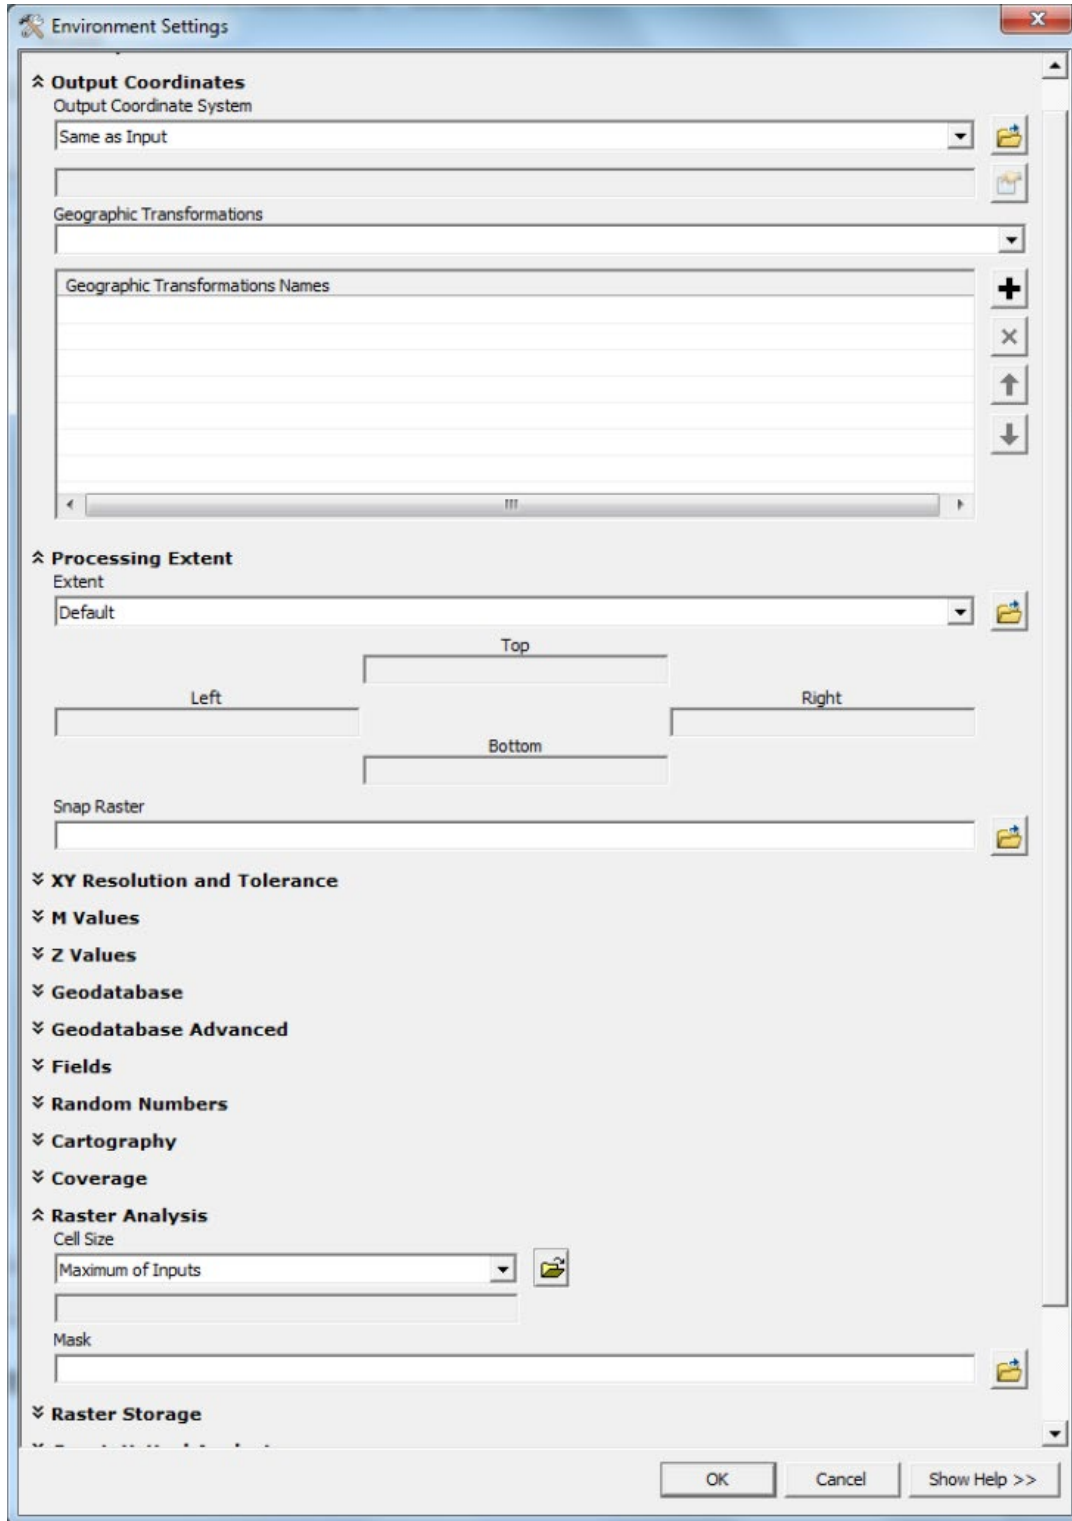 Environment Settings
Output Coordinates
Output Coordinate System
Same as Input
Geographic Transformations
Geographic Transformations Names
Processing Extent
Extent
Default
Top
Left
Right
Bottom
Snap Raster
XY Resolution and Tolerance
M Values
Z Values
Geodatabase
Geodatabase Advanced
Fields
Random Numbers
Cartography
Coverage
Raster Analysis
Cell Size
Maximum of Inputs
Mask
Raster Storage
OK Cancel Show Help >>